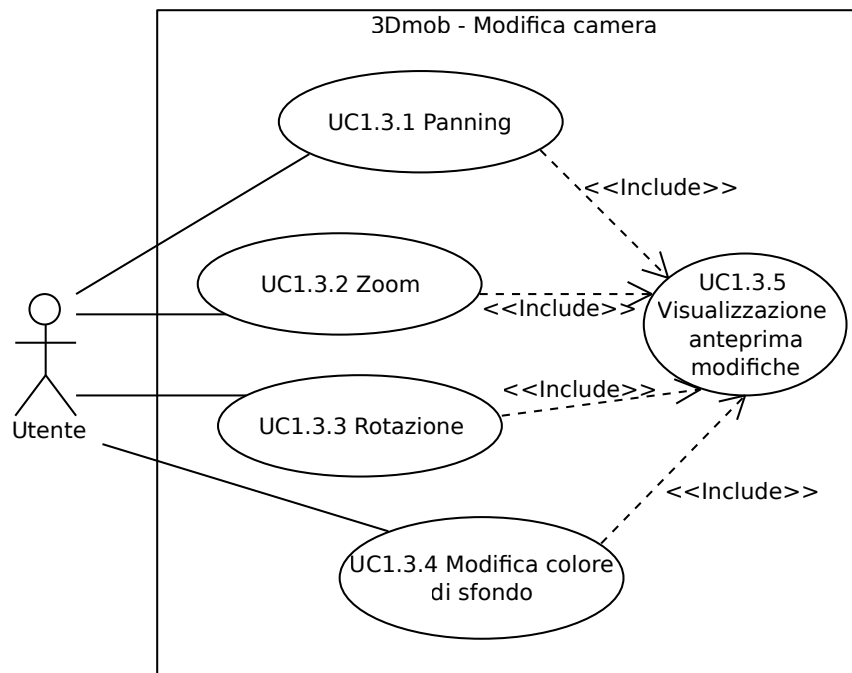 3Dmob - Modifica camera
UC1.3.1 Panning
<<Include>>
UC1.3.2 Zoom
<<Include>>
UC1.3.5
Visualizzazione
anteprima
modifiche
<<Include>>
UC1.3.3 Rotazione
Utente
<<Include>>
UC1.3.4 Modifica colore
di sfondo